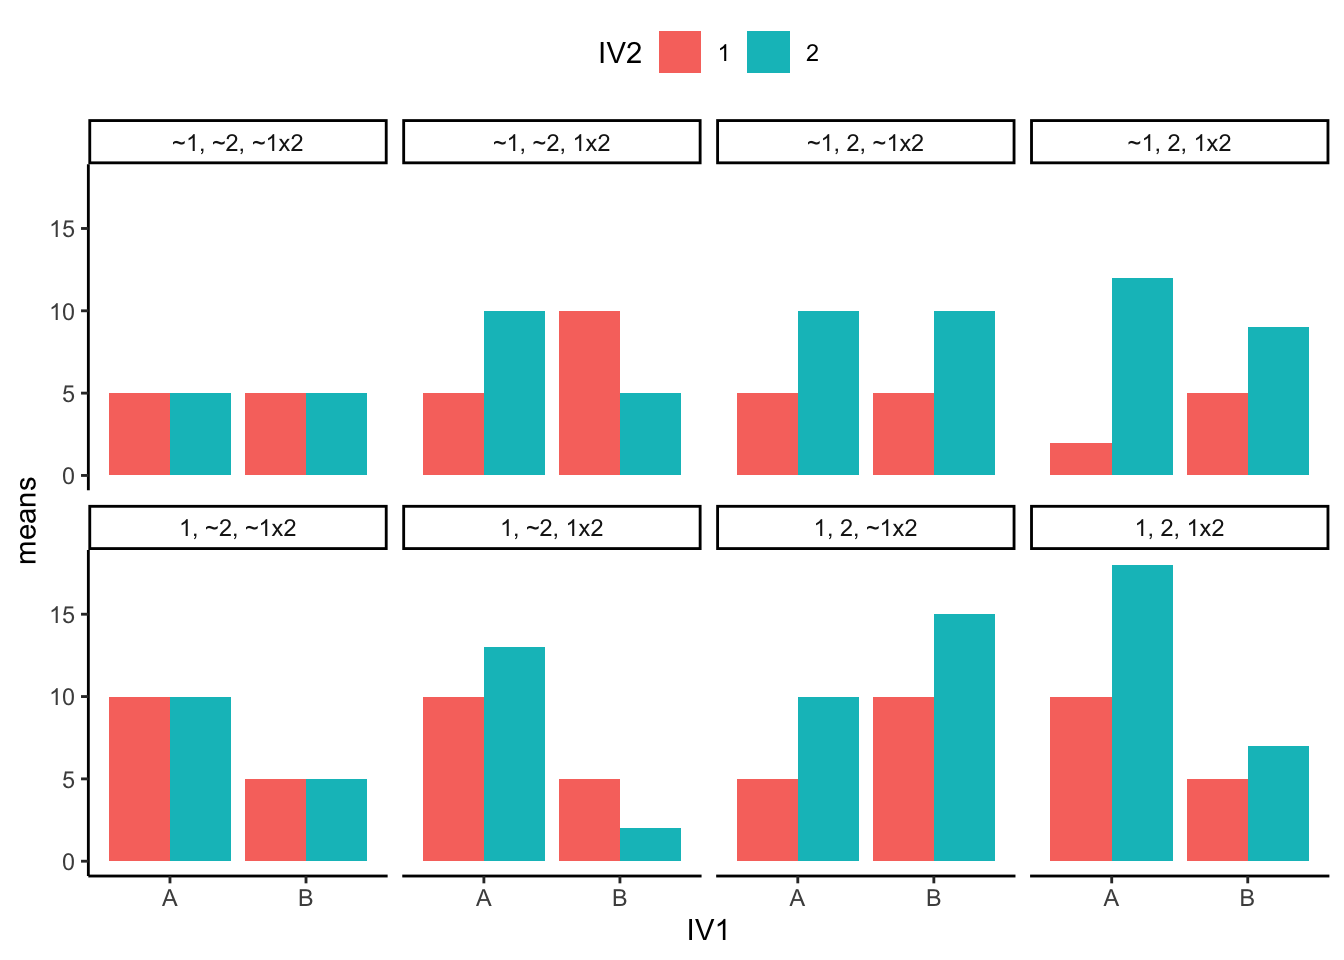 IV2 1 2
~1, ~2, ~1x2
~1, ~2, 1x2
~1, 2, ~1x2
~1, 2, 1x2
15
10
5
0
means
1, ~2, ~1x2
1, ~2, 1x2
1, 2, ~1x2
1, 2, 1x2
15
10
5
0
A B A B A B A B
IV1